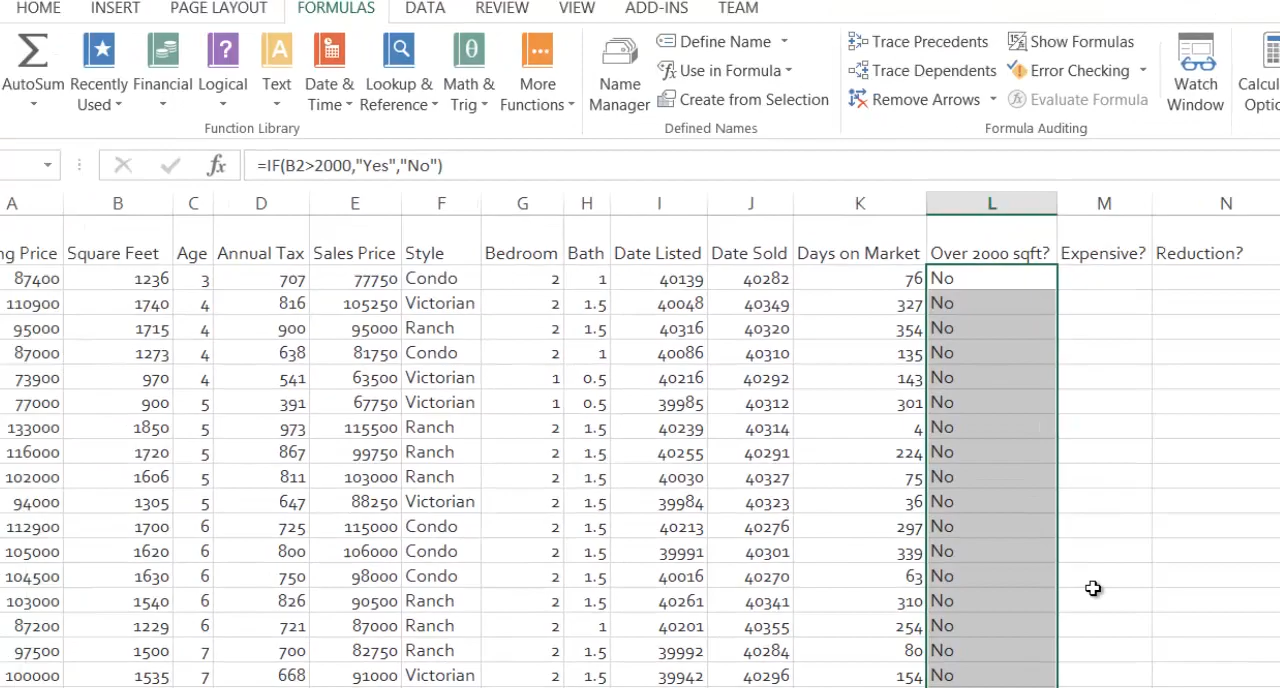 HOME INSERT PAGE LAYOUT FORMULAS DATA REVIEW VIEW ADD-INS TEAM
AutoSum Recently Used Financial Logical Text Date & Time Lookup & Reference Math & Trig More Functions Name Manager Define Name Use in Formula Create from Selection Trace Precedents Trace Dependents Remove Arrows Show Formulas Error Checking Evaluate Formula Watch Window
Function Library Defined Names Formula Auditing
fx =IF(B2>2000,"Yes","No")
A B C D E F G H I J K L M N
ng Price Square Feet Age Annual Tax Sales Price Style Bedroom Bath Date Listed Date Sold Days on Market Over 2000 sqft? Expensive? Reduction?
87400 1236 3 707 77750 Condo 2 1 40139 40282 76 No
110900 1740 4 816 105250 Victorian 2 1.5 40048 40349 327 No
95000 1715 4 900 95000 Ranch 2 1.5 40316 40320 354 No
87000 1273 4 638 81750 Condo 2 1 40086 40310 135 No
73900 970 4 541 63500 Victorian 1 0.5 40216 40292 143 No
77000 900 5 391 67750 Victorian 1 0.5 39985 40312 301 No
133000 1850 5 973 115500 Ranch 2 1.5 40239 40314 4 No
116000 1720 5 867 99750 Ranch 2 1.5 40255 40291 224 No
102000 1606 5 811 103000 Ranch 2 1.5 40030 40327 75 No
94000 1305 5 647 88250 Victorian 2 1.5 39984 40323 36 No
112900 1700 6 725 115000 Condo 2 1.5 40213 40276 297 No
105000 1620 6 800 106000 Condo 2 1.5 39991 40301 339 No
104500 1630 6 750 98000 Condo 2 1.5 40016 40270 63 No
103000 1540 6 826 90500 Ranch 2 1.5 40261 40341 310 No
87200 1229 6 721 87000 Ranch 2 1 40201 40355 254 No
97500 1500 7 700 82750 Ranch 2 1.5 39992 40284 80 No
100000 1535 7 668 91000 Victorian 2 1.5 39942 40296 154 No